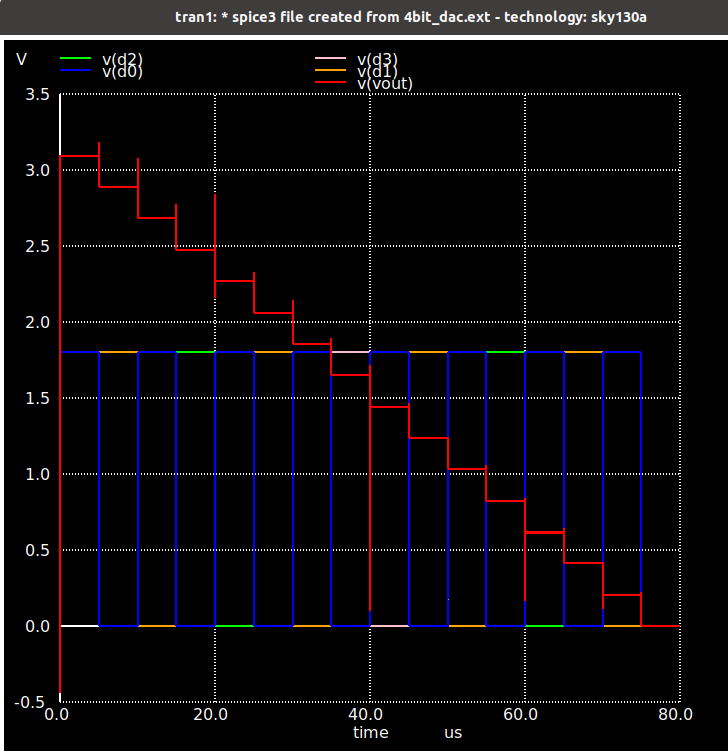 tran1: * spice3 file created from 4bit_dac.ext - technology: sky130a
V
v(d2) v(d3)
v(d0) v(d1)
v(vout)
3.5
3.0
2.5
2.0
1.5
1.0
0.5
0.0
-0.5
0.0 20.0 40.0 60.0 80.0
time us